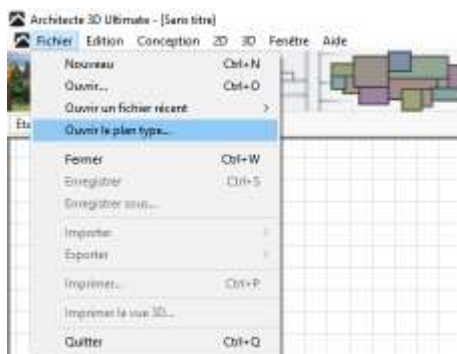 Architecte 3D Ultimate - [Sans titre]
Fichier Edition Conception 2D 3D Fenêtre Aide
Nouveau Ctrl+N
Ouvrir... Ctrl+O
Ouvrir un fichier récent >
Ouvrir le plan type...
Fermer Ctrl+W
Enregistrer Ctrl+S
Enregistrer sous...
Importer >
Exporter >
Imprimer... Ctrl+P
Imprimer la vue 3D...
Quitter Ctrl+Q